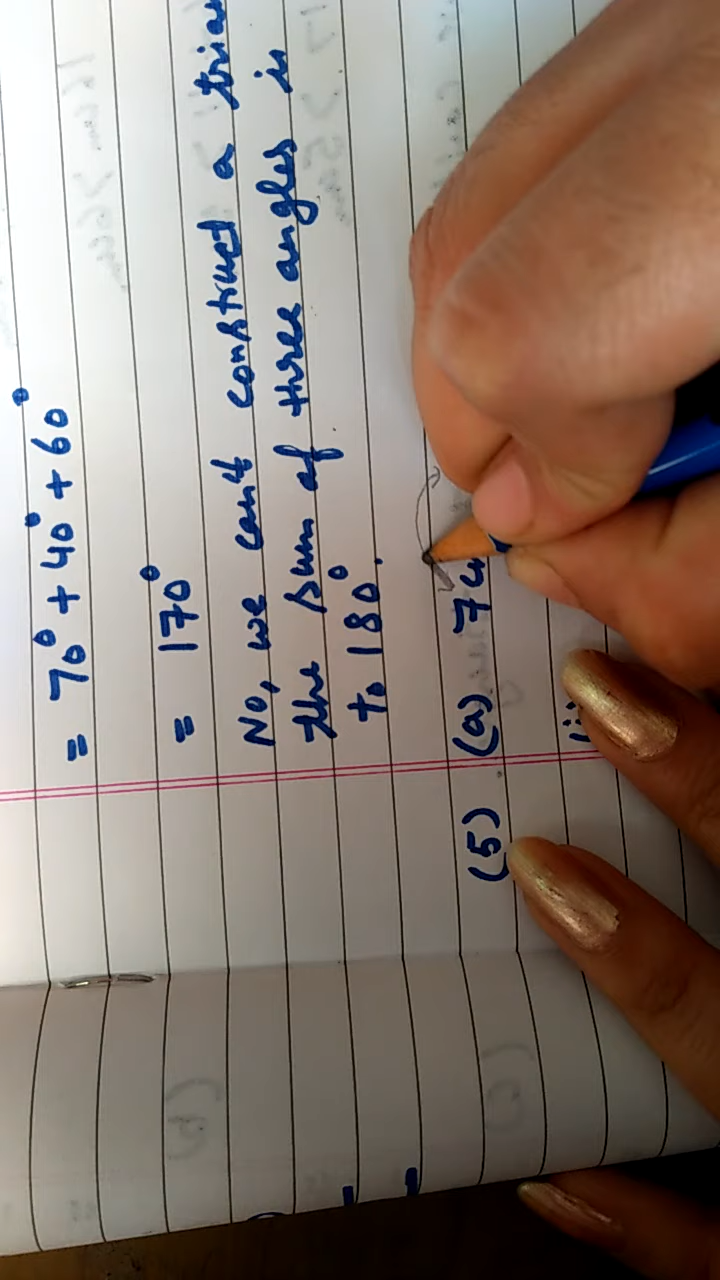 = 70° + 40° + 60°
= 170°
No, we can't construct a
the sum of three angles is
to 180°.
(5) (a) 7